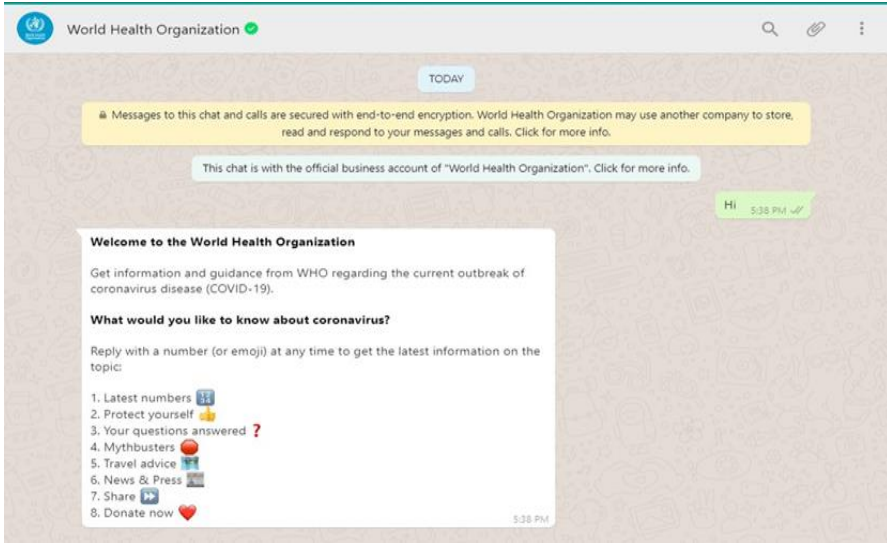 World Health Organization
TODAY
Messages to this chat and calls are secured with end-to-end encryption. World Health Organization may use another company to store,
read and respond to your messages and calls. Click for more info.
This chat is with the official business account of "World Health Organization". Click for more info.
Hi 5:38 PM
Welcome to the World Health Organization
Get information and guidance from WHO regarding the current outbreak of
coronavirus disease (COVID-19).
What would you like to know about coronavirus?
Reply with a number (or emoji) at any time to get the latest information on the
topic:
1. Latest numbers 🔢
2. Protect yourself 👍
3. Your questions answered ❓
4. Mythbusters 🛑
5. Travel advice
6. News & Press 📰
7. Share ⏩
8. Donate now ❤️
5:38 PM